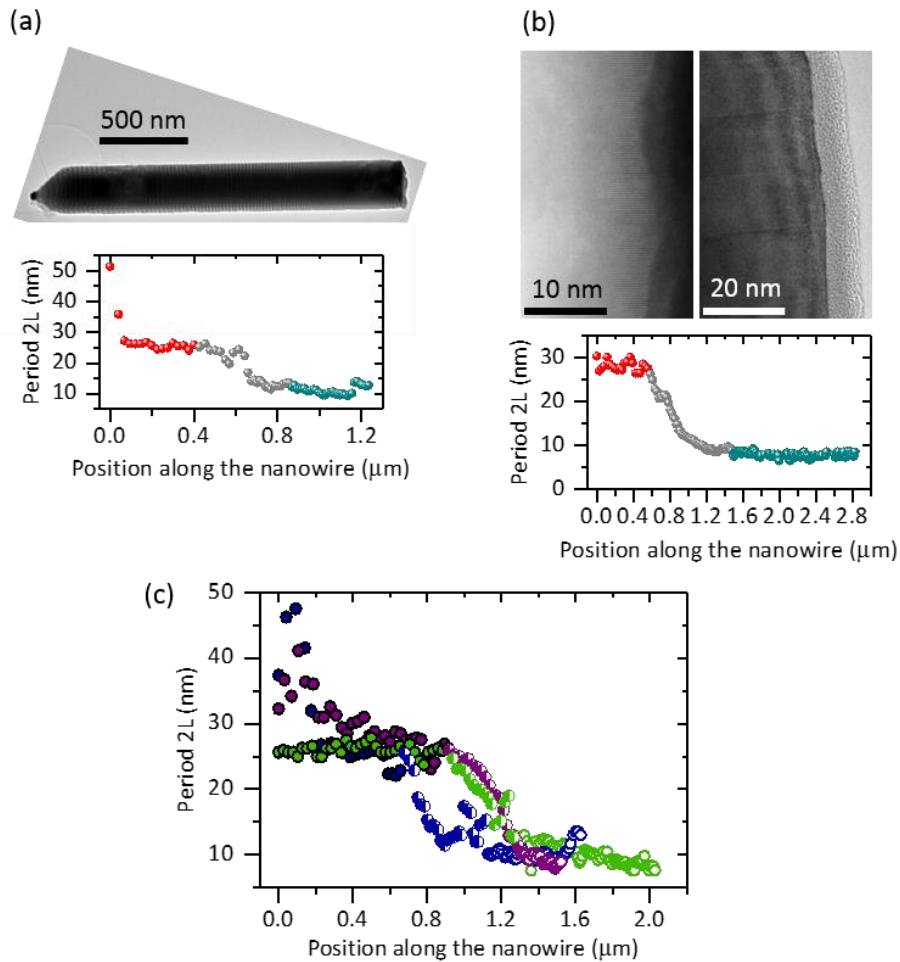 (a)
500 nm
50
40
30
20
10
Period 2L (nm)
0.0 0.4 0.8 1.2
Position along the nanowire (μm)
(b)
10 nm
20 nm
30
20
10
0
Period 2L (nm)
0.0 0.4 0.8 1.2 1.6 2.0 2.4 2.8
Position along the nanowire (μm)
(c)
50
40
30
20
10
Period 2L (nm)
0.0 0.4 0.8 1.2 1.6 2.0
Position along the nanowire (μm)